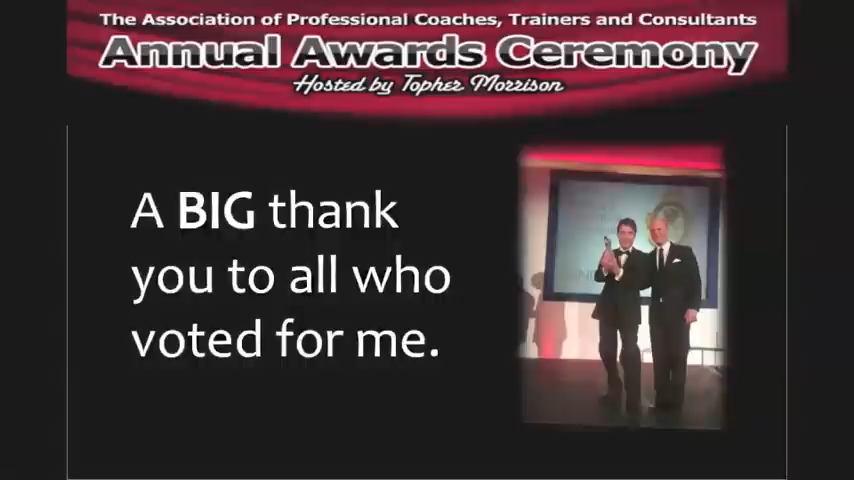 The Association of Professional Coaches, Trainers and Consultants
Annual Awards Ceremony
Hosted by Topher Morrison
A BIG thank
you to all who
voted for me.